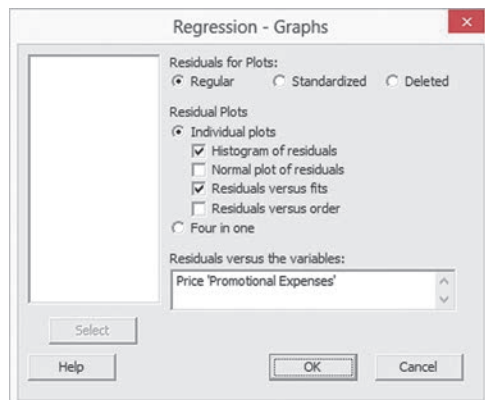 Regression - Graphs
Residuals for Plots:
Regular Standardized Deleted
Residual Plots
Individual plots
Histogram of residuals
Normal plot of residuals
Residuals versus fits
Residuals versus order
Four in one
Residuals versus the variables:
Price 'Promotional Expenses'
Select
Help OK Cancel